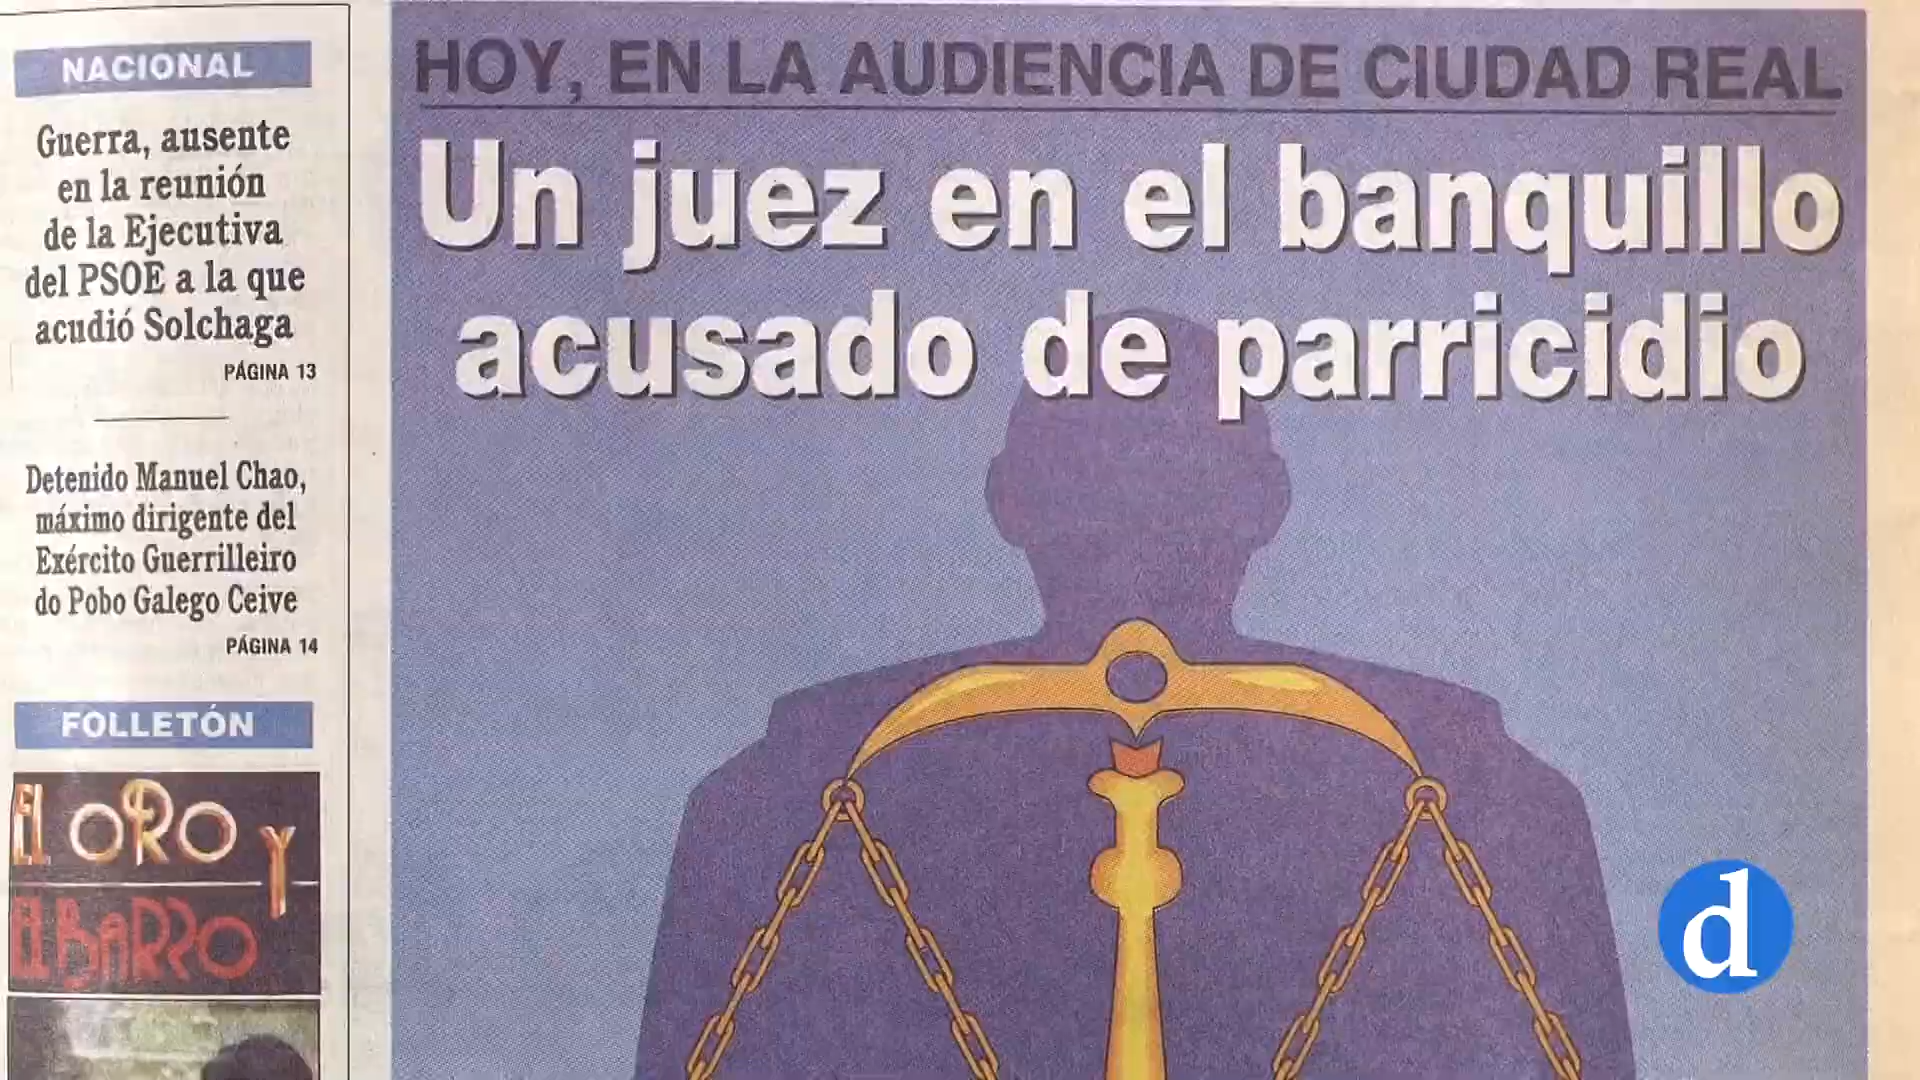 NACIONAL
Guerra, ausente
en la reunión
de la Ejecutiva
del PSOE a la que
acudió Solchaga
PÁGINA 13
Detenido Manuel Chao,
máximo dirigente del
Exército Guerrilleiro
do Pobo Galego Ceive
PÁGINA 14
FOLLETÓN
EL ORO Y
EL BARRO
HOY, EN LA AUDIENCIA DE CIUDAD REAL
Un juez en el banquillo
acusado de parricidio
d